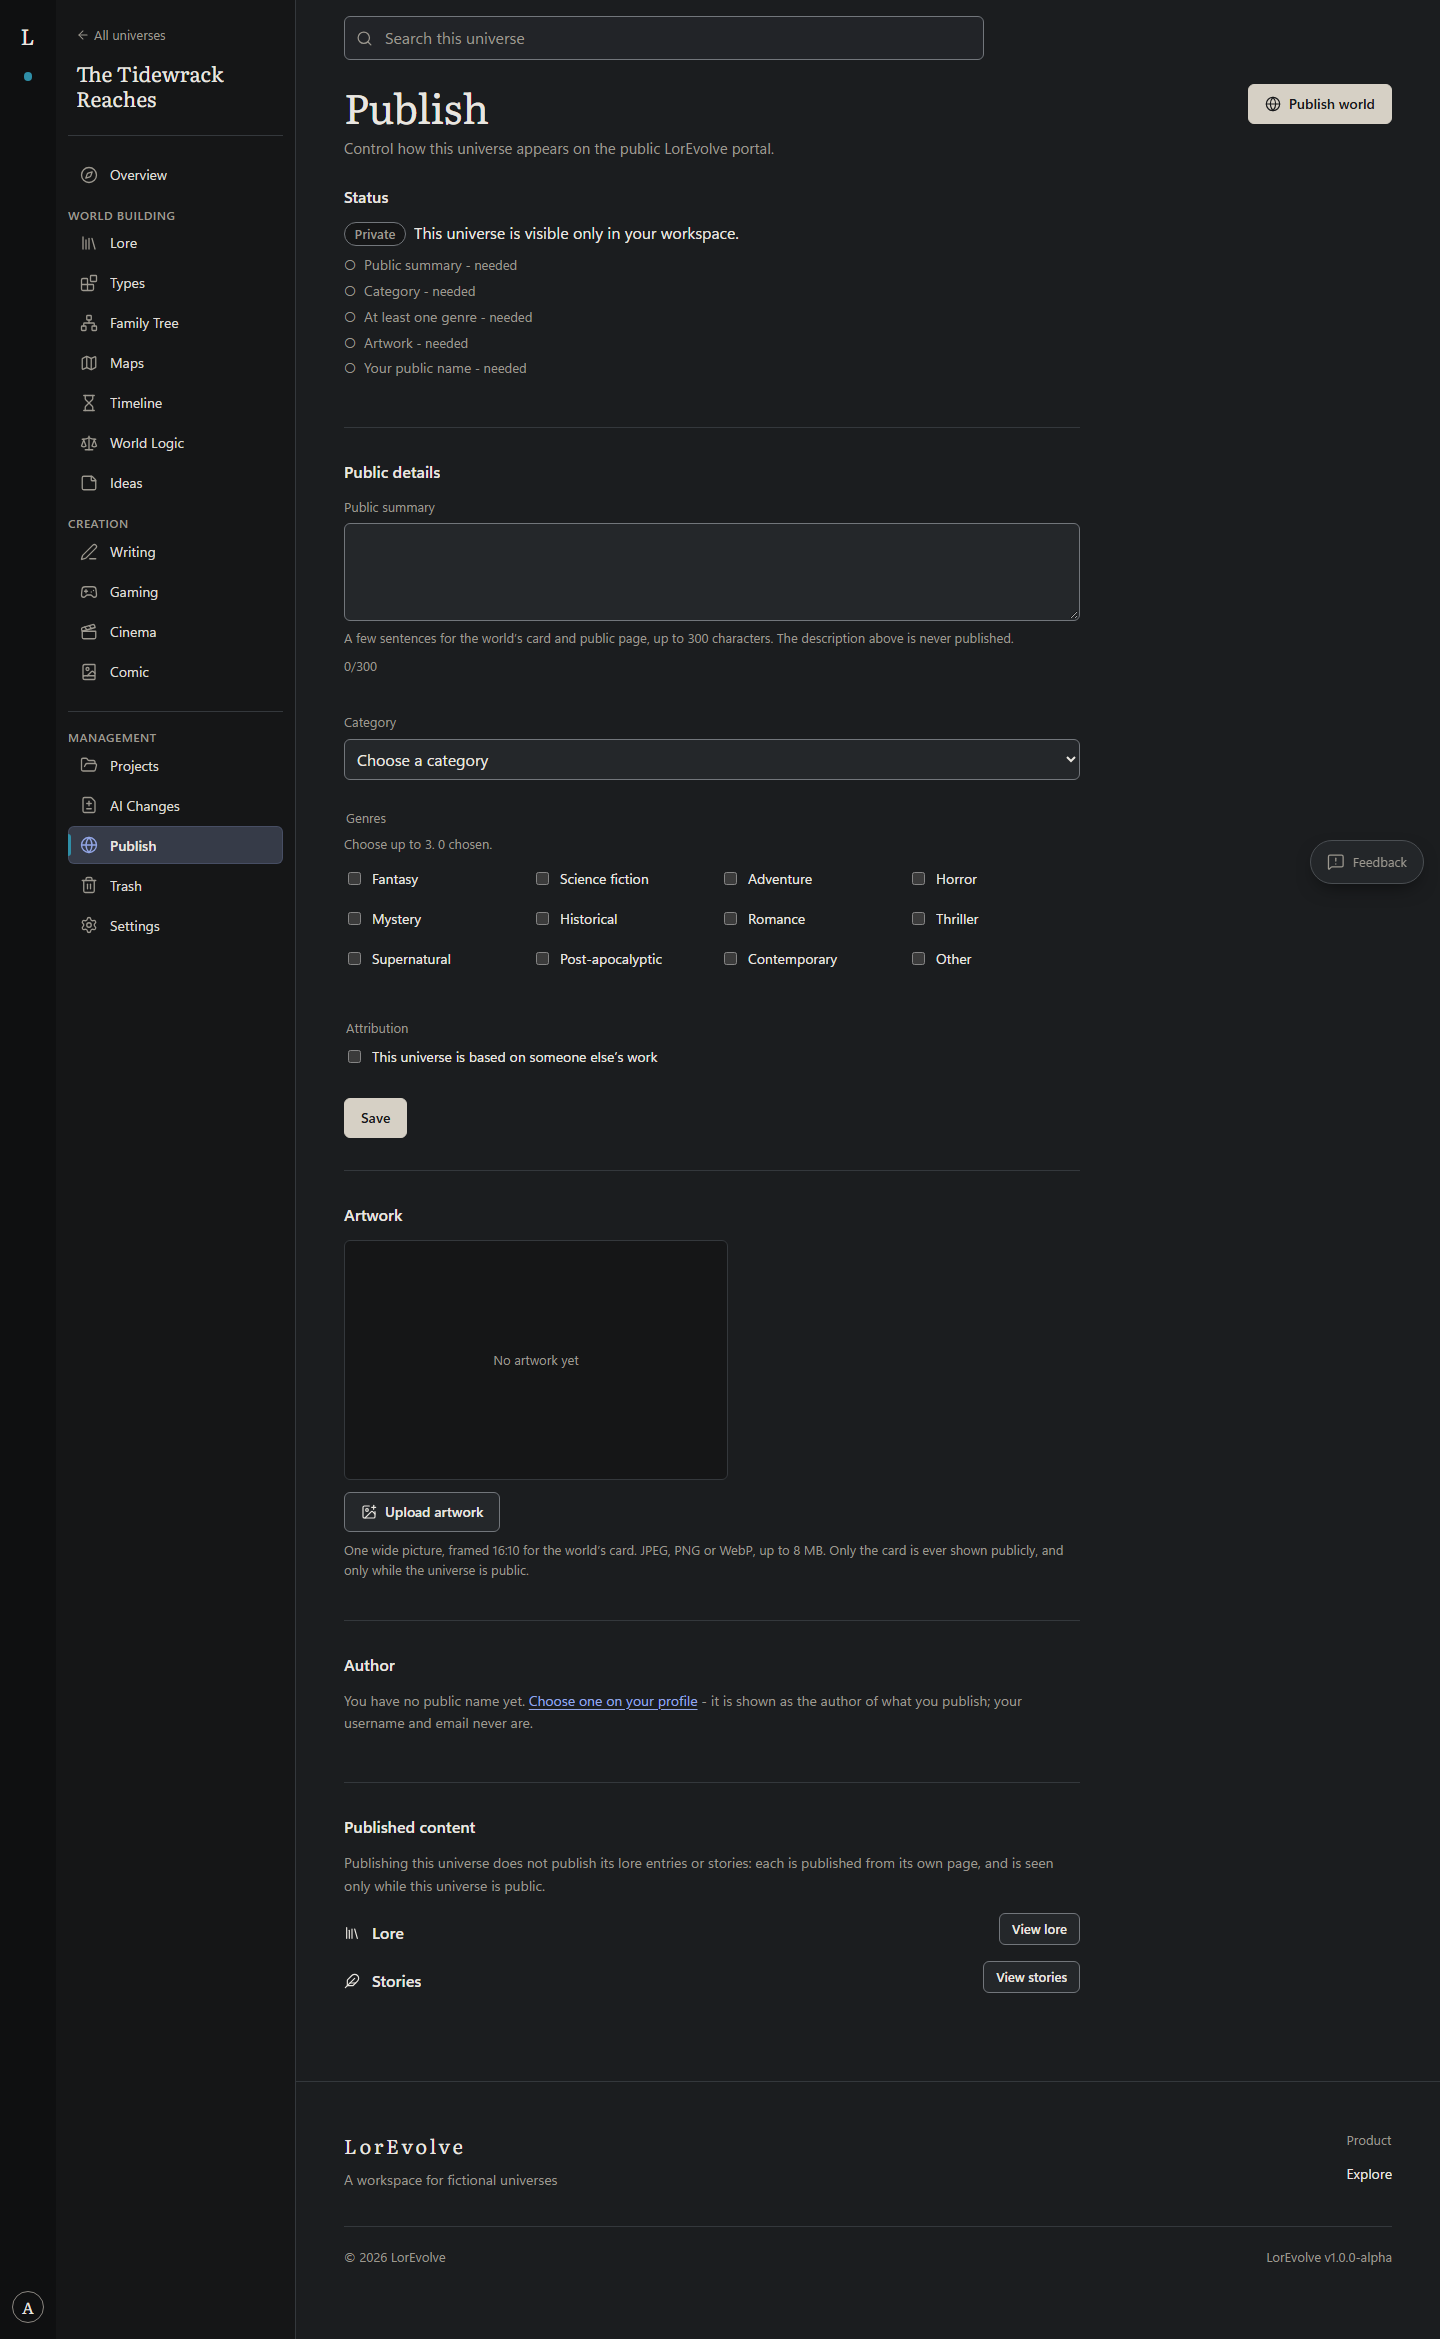 L
← All universes
The Tidewrack
Reaches
Overview
WORLD BUILDING
Lore
Types
Family Tree
Maps
Timeline
World Logic
Ideas
CREATION
Writing
Gaming
Cinema
Comic
MANAGEMENT
Projects
AI Changes
Publish
Trash
Settings
A
Search this universe
Publish
Publish world
Control how this universe appears on the public LorEvolve portal.
Status
Private This universe is visible only in your workspace.
Public summary - needed
Category - needed
At least one genre - needed
Artwork - needed
Your public name - needed
Public details
Public summary
A few sentences for the world's card and public page, up to 300 characters. The description above is never published.
0/300
Category
Choose a category
Genres
Choose up to 3. 0 chosen.
Fantasy Science fiction Adventure Horror
Mystery Historical Romance Thriller
Supernatural Post-apocalyptic Contemporary Other
Feedback
Attribution
This universe is based on someone else's work
Save
Artwork
No artwork yet
Upload artwork
One wide picture, framed 16:10 for the world's card. JPEG, PNG or WebP, up to 8 MB. Only the card is ever shown publicly, and
only while the universe is public.
Author
You have no public name yet. Choose one on your profile - it is shown as the author of what you publish; your
username and email never are.
Published content
Publishing this universe does not publish its lore entries or stories: each is published from its own page, and is seen
only while this universe is public.
Lore View lore
Stories View stories
LorEvolve
A workspace for fictional universes
Product
Explore
© 2026 LorEvolve
LorEvolve v1.0.0-alpha